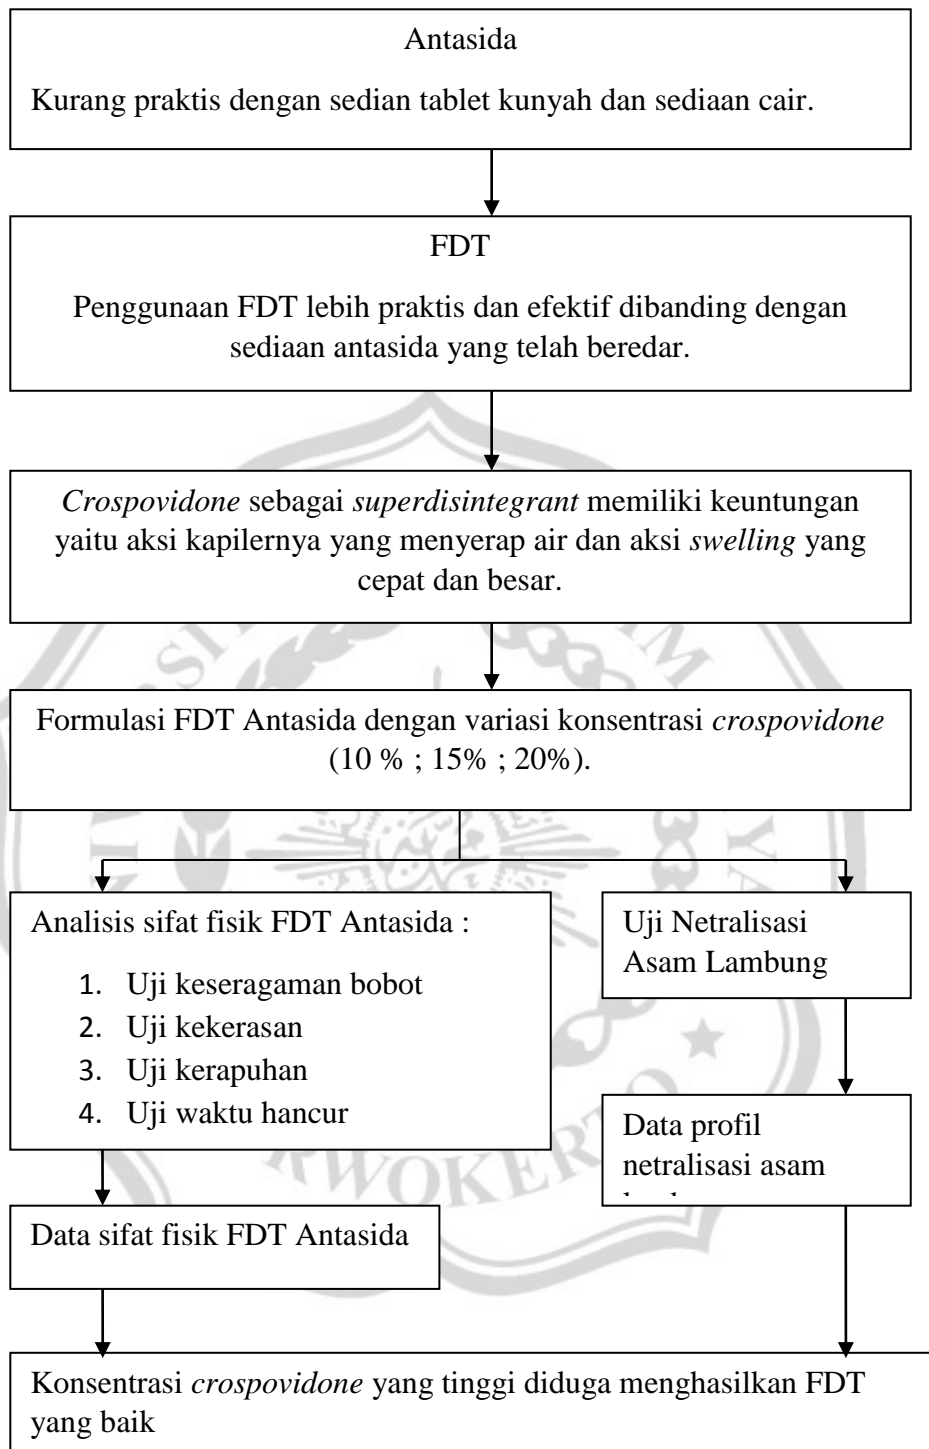 Antasida
Kurang praktis dengan sedian tablet kunyah dan sediaan cair.
FDT
Penggunaan FDT lebih praktis dan efektif dibanding dengan
sediaan antasida yang telah beredar.
Crospovidone sebagai superdisintegrant memiliki keuntungan
yaitu aksi kapilernya yang menyerap air dan aksi swelling yang
cepat dan besar.
Formulasi FDT Antasida dengan variasi konsentrasi crospovidone
(10 % ; 15% ; 20%).
Analisis sifat fisik FDT Antasida :
1. Uji keseragaman bobot
2. Uji kekerasan
3. Uji kerapuhan
4. Uji waktu hancur
Uji Netralisasi
Asam Lambung
Data profil
netralisasi asam
Data sifat fisik FDT Antasida
Konsentrasi crospovidone yang tinggi diduga menghasilkan FDT
yang baik